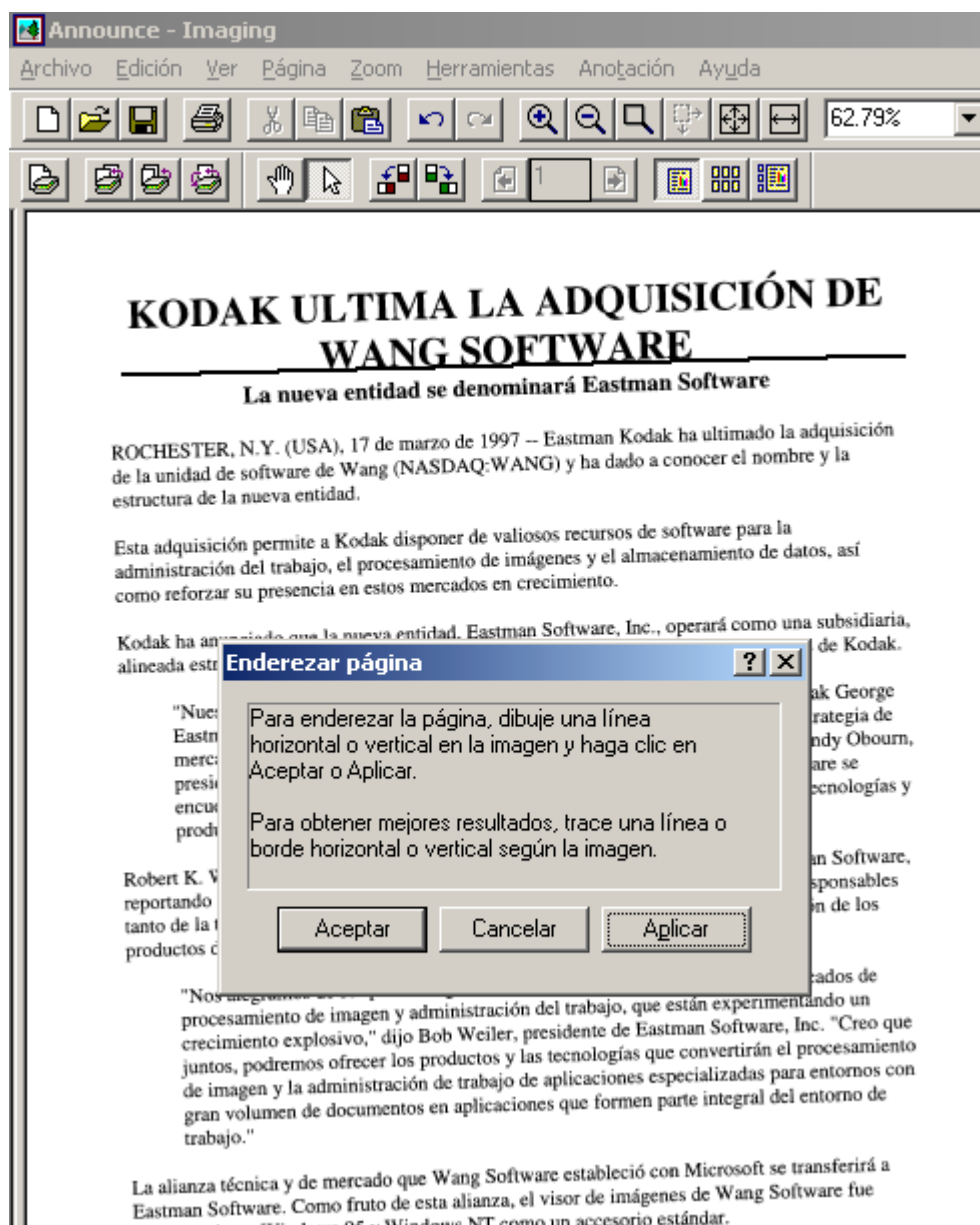 Announce - Imaging
Archivo Edición Ver Página Zoom Herramientas Anotación Ayuda
62.79%
1
KODAK ULTIMA LA ADQUISICIÓN DE
WANG SOFTWARE
La nueva entidad se denominará Eastman Software
ROCHESTER, N.Y. (USA), 17 de marzo de 1997 -- Eastman Kodak ha ultimado la adquisición
de la unidad de software de Wang (NASDAQ:WANG) y ha dado a conocer el nombre y la
estructura de la nueva entidad.
Esta adquisición permite a Kodak disponer de valiosos recursos de software para la
administración del trabajo, el procesamiento de imágenes y el almacenamiento de datos, así
como reforzar su presencia en estos mercados en crecimiento.
Kodak ha anunciado que la nueva entidad, Eastman Software, Inc., operará como una subsidiaria,
alineada estr de Kodak.
Enderezar página
Para enderezar la página, dibuje una línea
horizontal o vertical en la imagen y haga clic en
Aceptar o Aplicar.
Para obtener mejores resultados, trace una línea o
borde horizontal o vertical según la imagen.
Aceptar Cancelar Aplicar
"Nues ak George
Eastm rategia de
merca ndy Obourn,
presi are se
encue ecnologías y
produ
Robert K. W an Software,
reportando sponsables
tanto de la t n de los
productos d
"Nos cados de
procesamiento de imagen y administración del trabajo, que están experimentando un
crecimiento explosivo," dijo Bob Weiler, presidente de Eastman Software, Inc. "Creo que
juntos, podremos ofrecer los productos y las tecnologías que convertirán el procesamiento
de imagen y la administración de trabajo de aplicaciones especializadas para entornos con
gran volumen de documentos en aplicaciones que formen parte integral del entorno de
trabajo."
La alianza técnica y de mercado que Wang Software estableció con Microsoft se transferirá a
Eastman Software. Como fruto de esta alianza, el visor de imágenes de Wang Software fue
Windows 95 y Windows NT como un accesorio estándar.